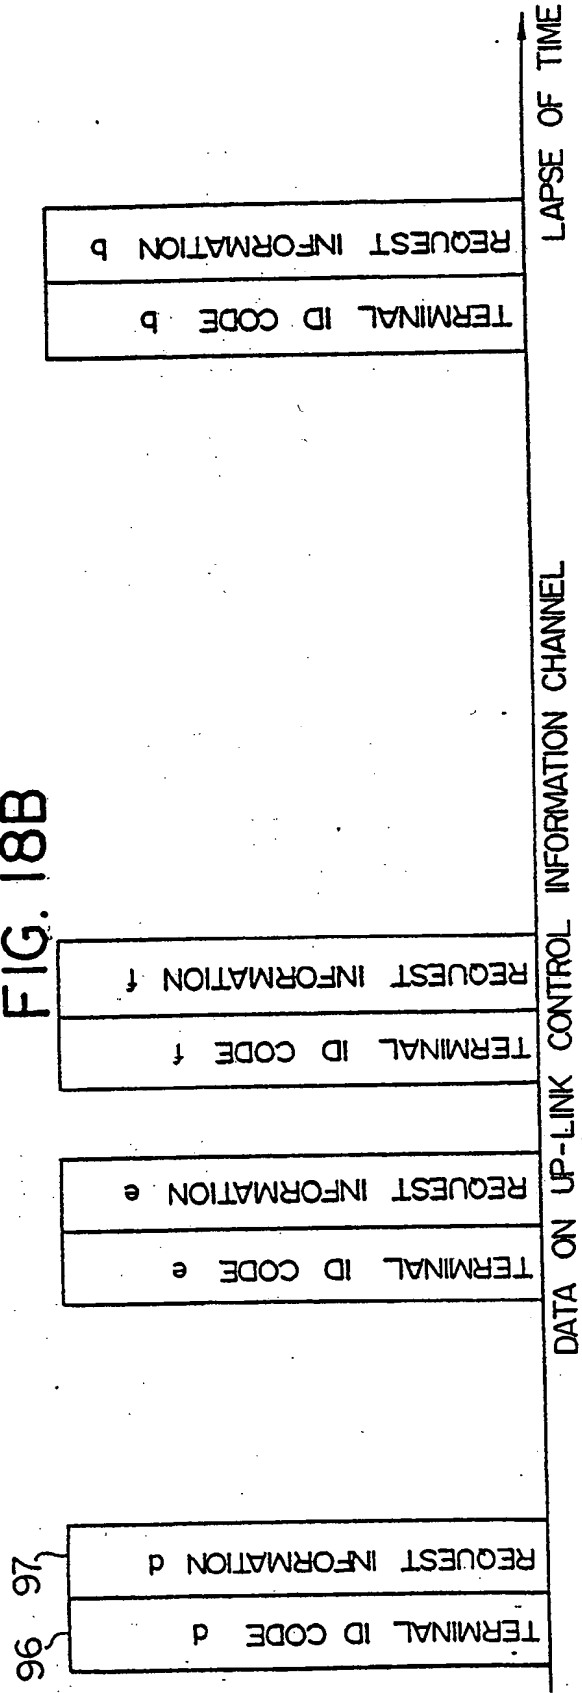 FIG. 18B
96
97
TERMINAL ID CODE d
REQUEST INFORMATION d
TERMINAL ID CODE e
REQUEST INFORMATION e
TERMINAL ID CODE f
REQUEST INFORMATION f
TERMINAL ID CODE b
REQUEST INFORMATION b
LAPSE OF TIME
DATA ON UP-LINK CONTROL INFORMATION CHANNEL